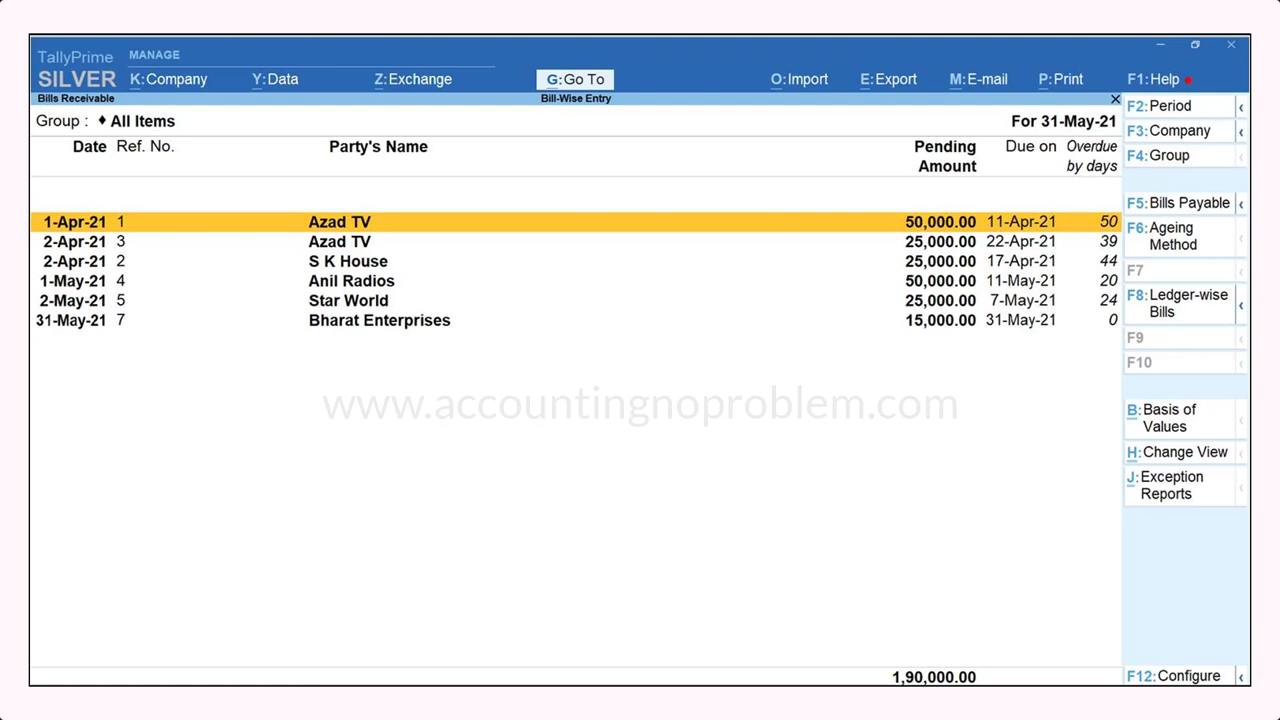 TallyPrime MANAGE
SILVER K:Company Y:Data Z:Exchange G:Go To O:Import E:Export M:E-mail P:Print F1:Help
Bills Receivable Bill-Wise Entry
Group : ♦ All Items For 31-May-21
Date Ref. No. Party's Name Pending Amount Due on Overdue by days
1-Apr-21 1 Azad TV 50,000.00 11-Apr-21 50
2-Apr-21 3 Azad TV 25,000.00 22-Apr-21 39
2-Apr-21 2 S K House 25,000.00 17-Apr-21 44
1-May-21 4 Anil Radios 50,000.00 11-May-21 20
2-May-21 5 Star World 25,000.00 7-May-21 24
31-May-21 7 Bharat Enterprises 15,000.00 31-May-21 0
www.accountingnoproblem.com
1,90,000.00
F2:Period
F3:Company
F4:Group
F5:Bills Payable
F6:Ageing
Method
F7
F8:Ledger-wise
Bills
F9
F10
B:Basis of
Values
H:Change View
J:Exception
Reports
F12:Configure